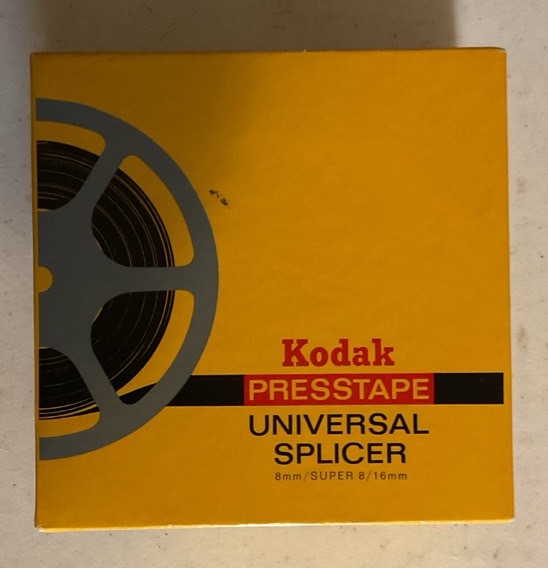 Kodak
PRESSTAPE
UNIVERSAL
SPLICER
8mm/SUPER 8/16mm